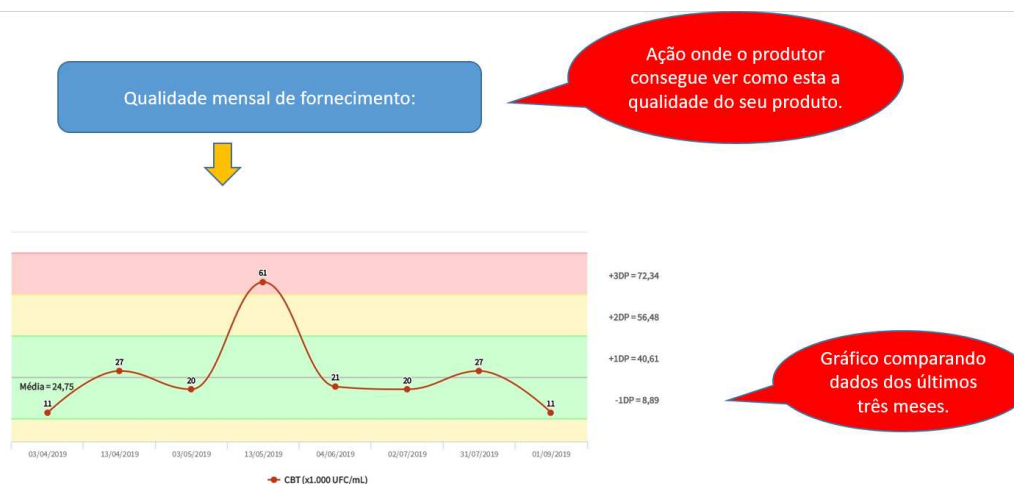 Ação onde o produtor
consegue ver como esta a
qualidade do seu produto.
Qualidade mensal de fornecimento:
61
27
20
21
20
27
11
11
Média = 24,75
+3DP = 72,34
+2DP = 56,48
+1DP = 40,61
-1DP = 8,89
Gráfico comparando
dados dos últimos
três meses.
03/04/2019
13/04/2019
03/05/2019
13/05/2019
04/06/2019
02/07/2019
31/07/2019
01/09/2019
CBT (x1.000 UFC/mL)